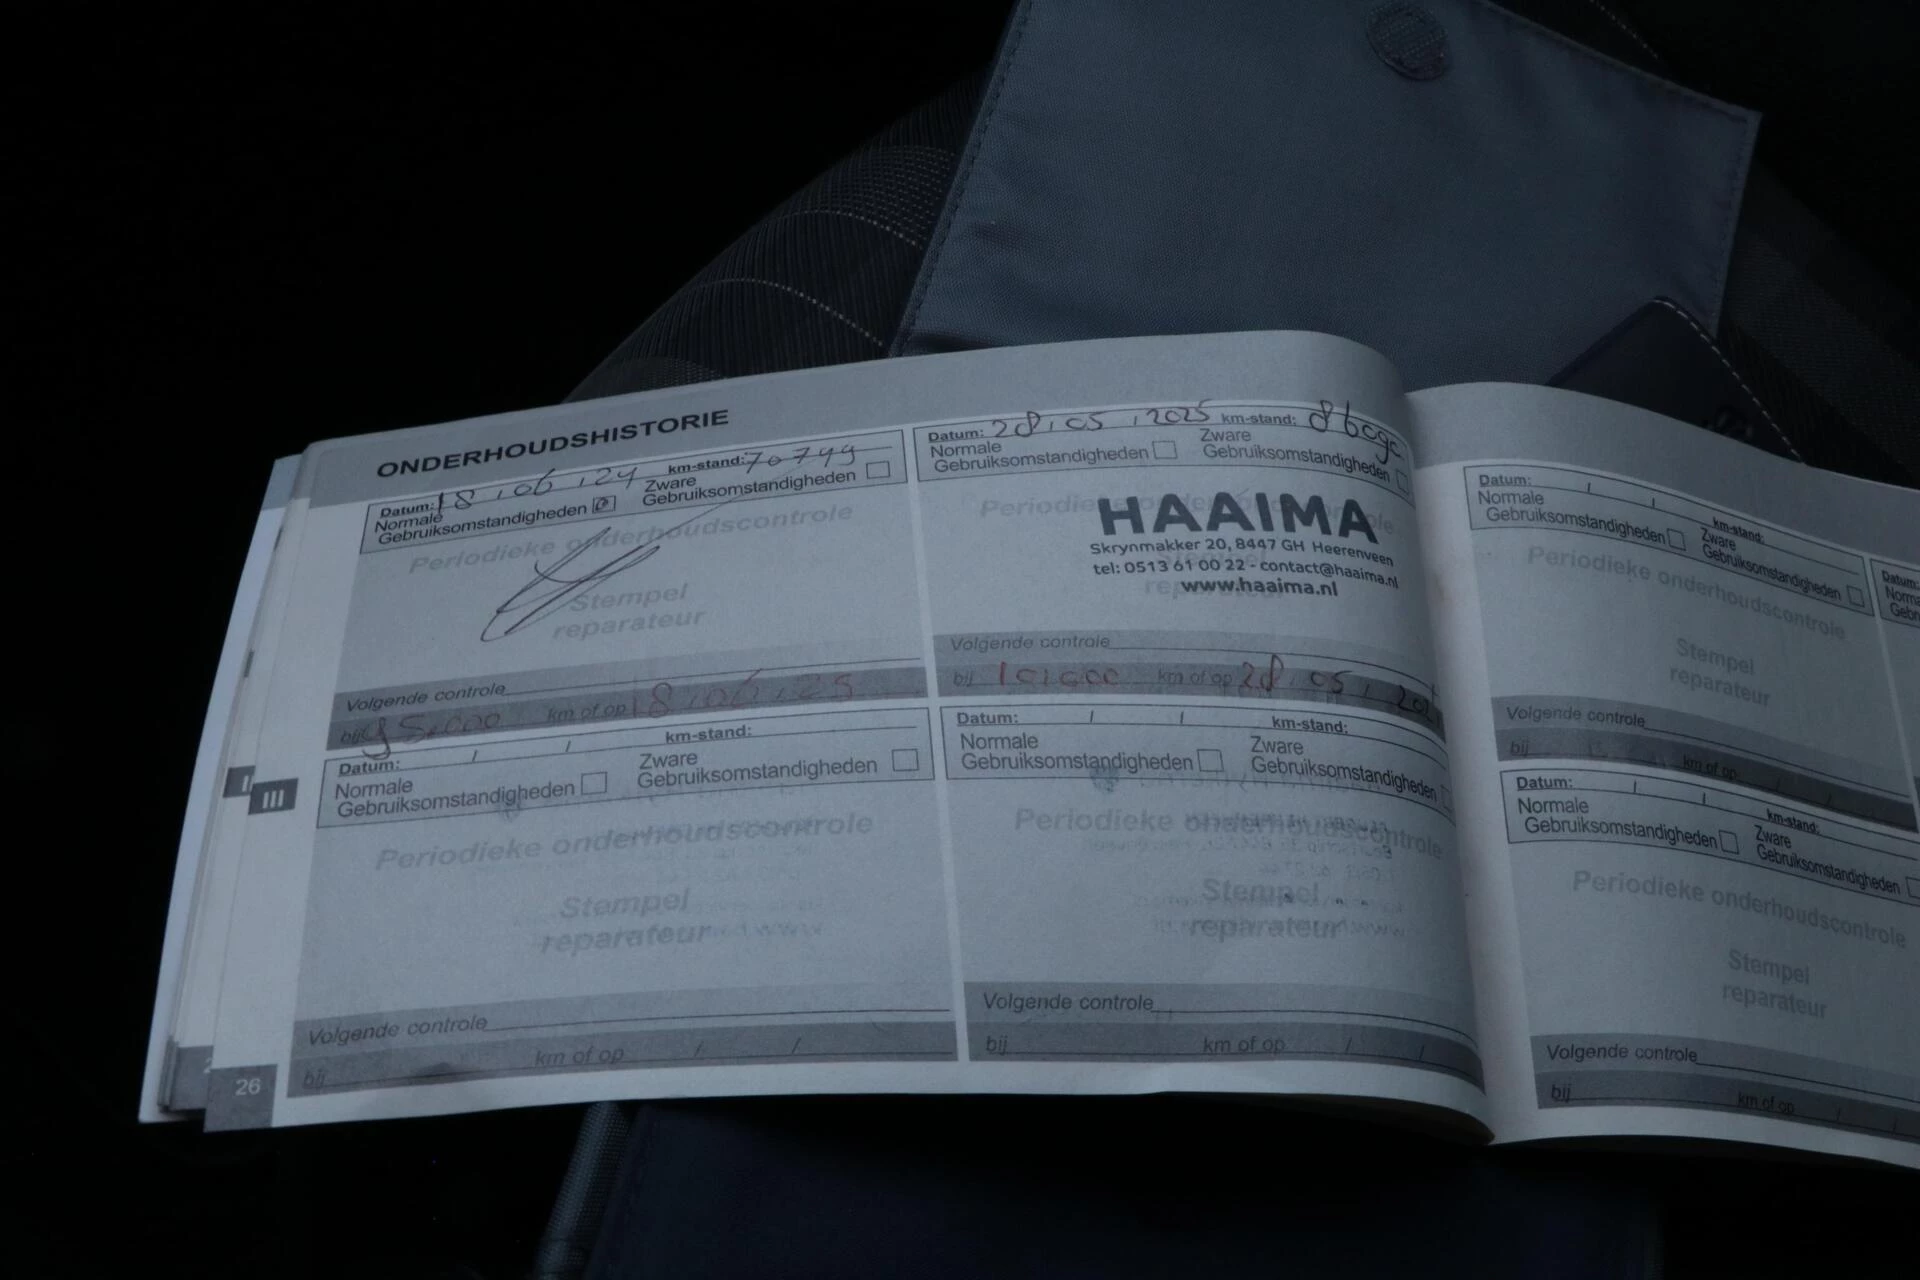 ONDERHOUDSHISTORIE
Datum: 18 / 06 / 24 km-stand: 70799
Normale Gebruiksomstandigheden
Zware Gebruiksomstandigheden
Periodieke onderhoudscontrole
Stempel
reparateur
Volgende controle
bij 95.000 km of op 18 / 06 / 25
Datum: 28 / 05 / 2025 km-stand:
Normale Gebruiksomstandigheden
Zware Gebruiksomstandigheden
HAAIMA
Skrynmakker 20, 8447 GH Heerenveen
tel: 0513 61 00 22 - contact@haaima.nl
www.haaima.nl
Volgende controle
bij 101.000 km of op 28 / 05 /
Datum: / / km-stand:
Normale Gebruiksomstandigheden
Zware Gebruiksomstandigheden
Periodieke onderhoudscontrole
Stempel
reparateur
Volgende controle
bij km of op / /
Datum: / / km-stand:
Normale Gebruiksomstandigheden
Zware Gebruiksomstandigheden
Periodieke onderhoudscontrole
Stempel
reparateur
Volgende controle
bij km of op / /
III
26
Datum: / / km-stand:
Normale Gebruiksomstandigheden
Zware Gebruiksomstandigheden
Periodieke onderhoudscontrole
Stempel
reparateur
Volgende controle
bij km of op / /
Datum: / / km-stand:
Normale Gebruiksomstandigheden
Zware Gebruiksomstandigheden
Periodieke onderhoudscontrole
Stempel
reparateur
Volgende controle
bij km of op / /
Datum: